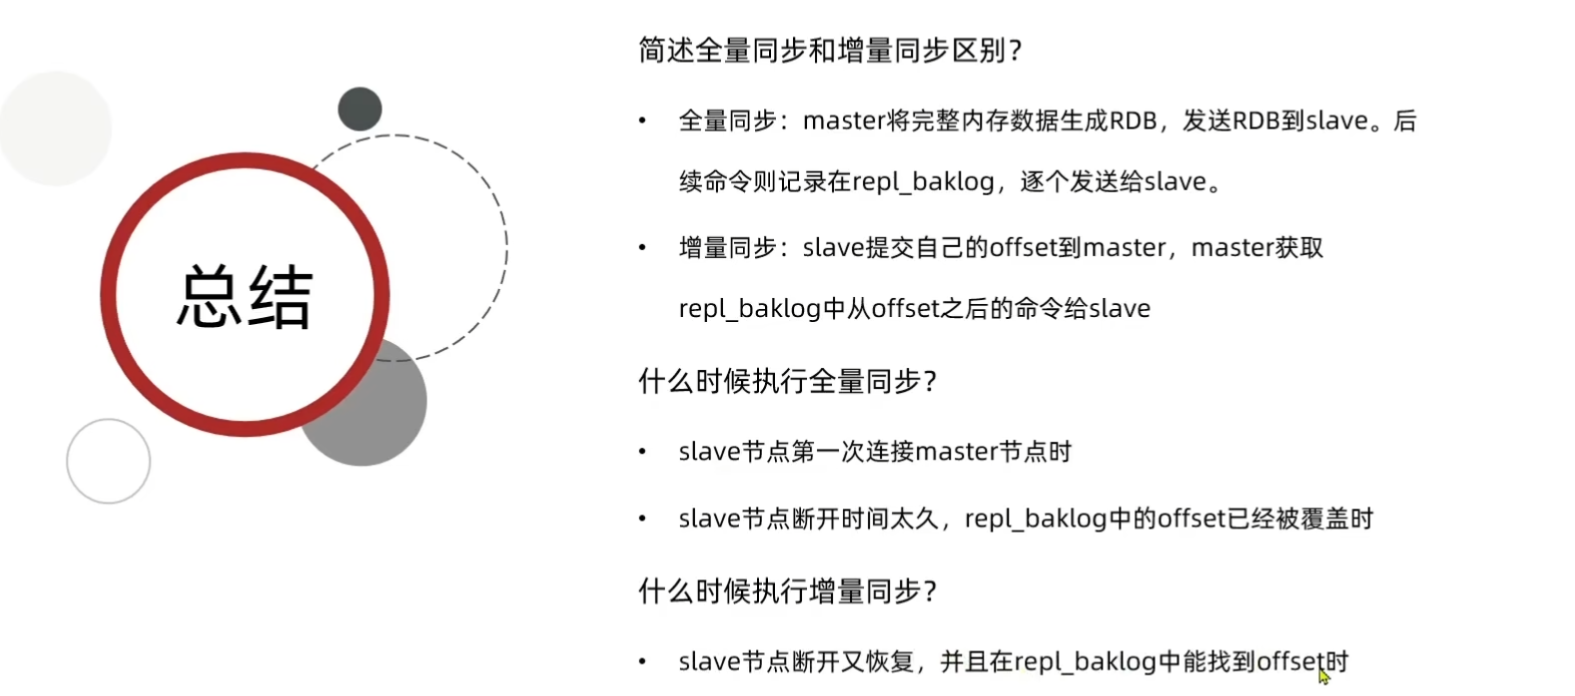 总结
简述全量同步和增量同步区别？
• 全量同步：master将完整内存数据生成RDB，发送RDB到slave。后
续命令则记录在repl_baklog，逐个发送给slave。
• 增量同步：slave提交自己的offset到master，master获取
repl_baklog中从offset之后的命令给slave
什么时候执行全量同步？
• slave节点第一次连接master节点时
• slave节点断开时间太久，repl_baklog中的offset已经被覆盖时
什么时候执行增量同步？
• slave节点断开又恢复，并且在repl_baklog中能找到offset时